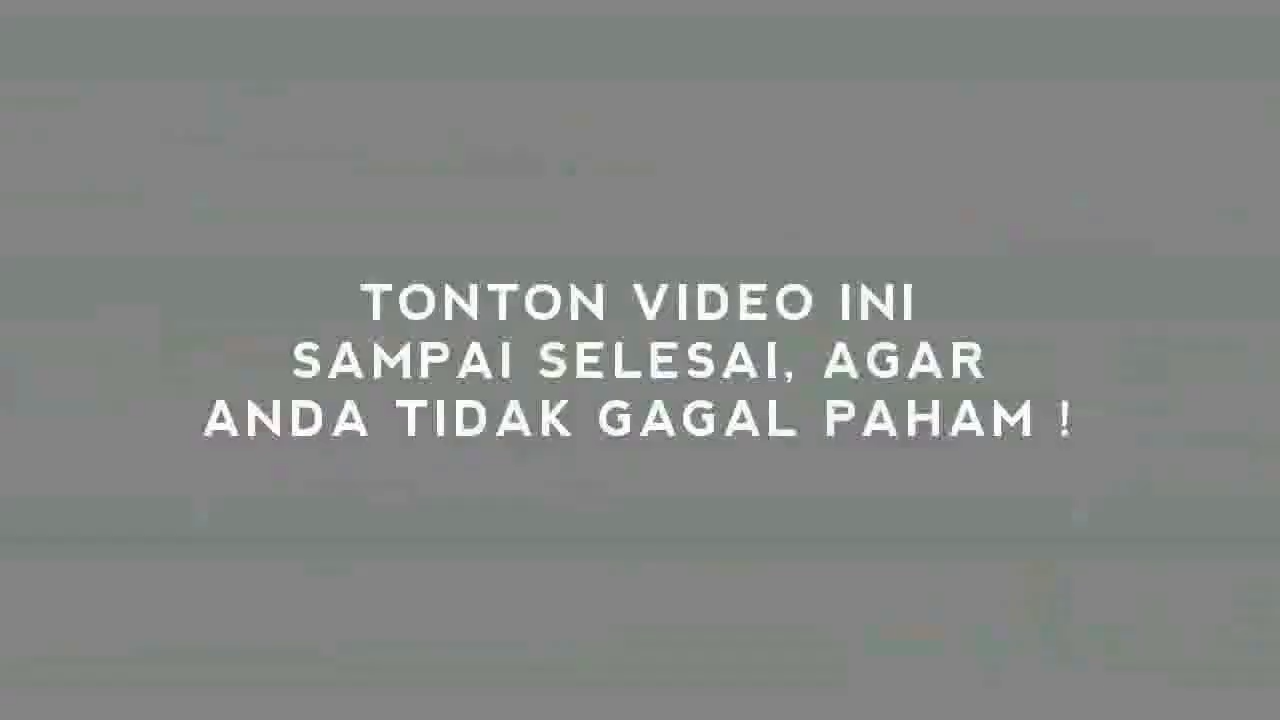 TONTON VIDEO INI
SAMPAI SELESAI, AGAR
ANDA TIDAK GAGAL PAHAM !